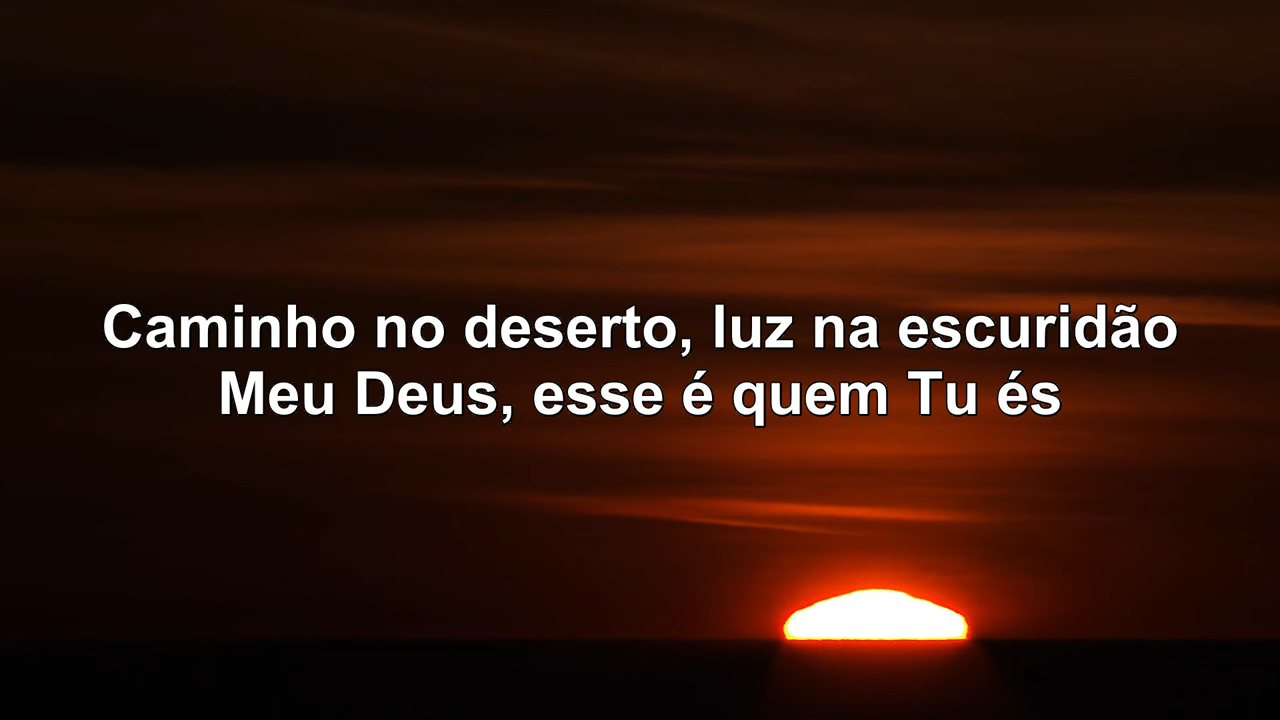 Caminho no deserto, luz na escuridão
Meu Deus, esse é quem Tu és